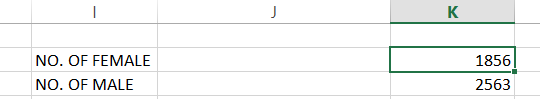 I J K
NO. OF FEMALE 1856
NO. OF MALE 2563